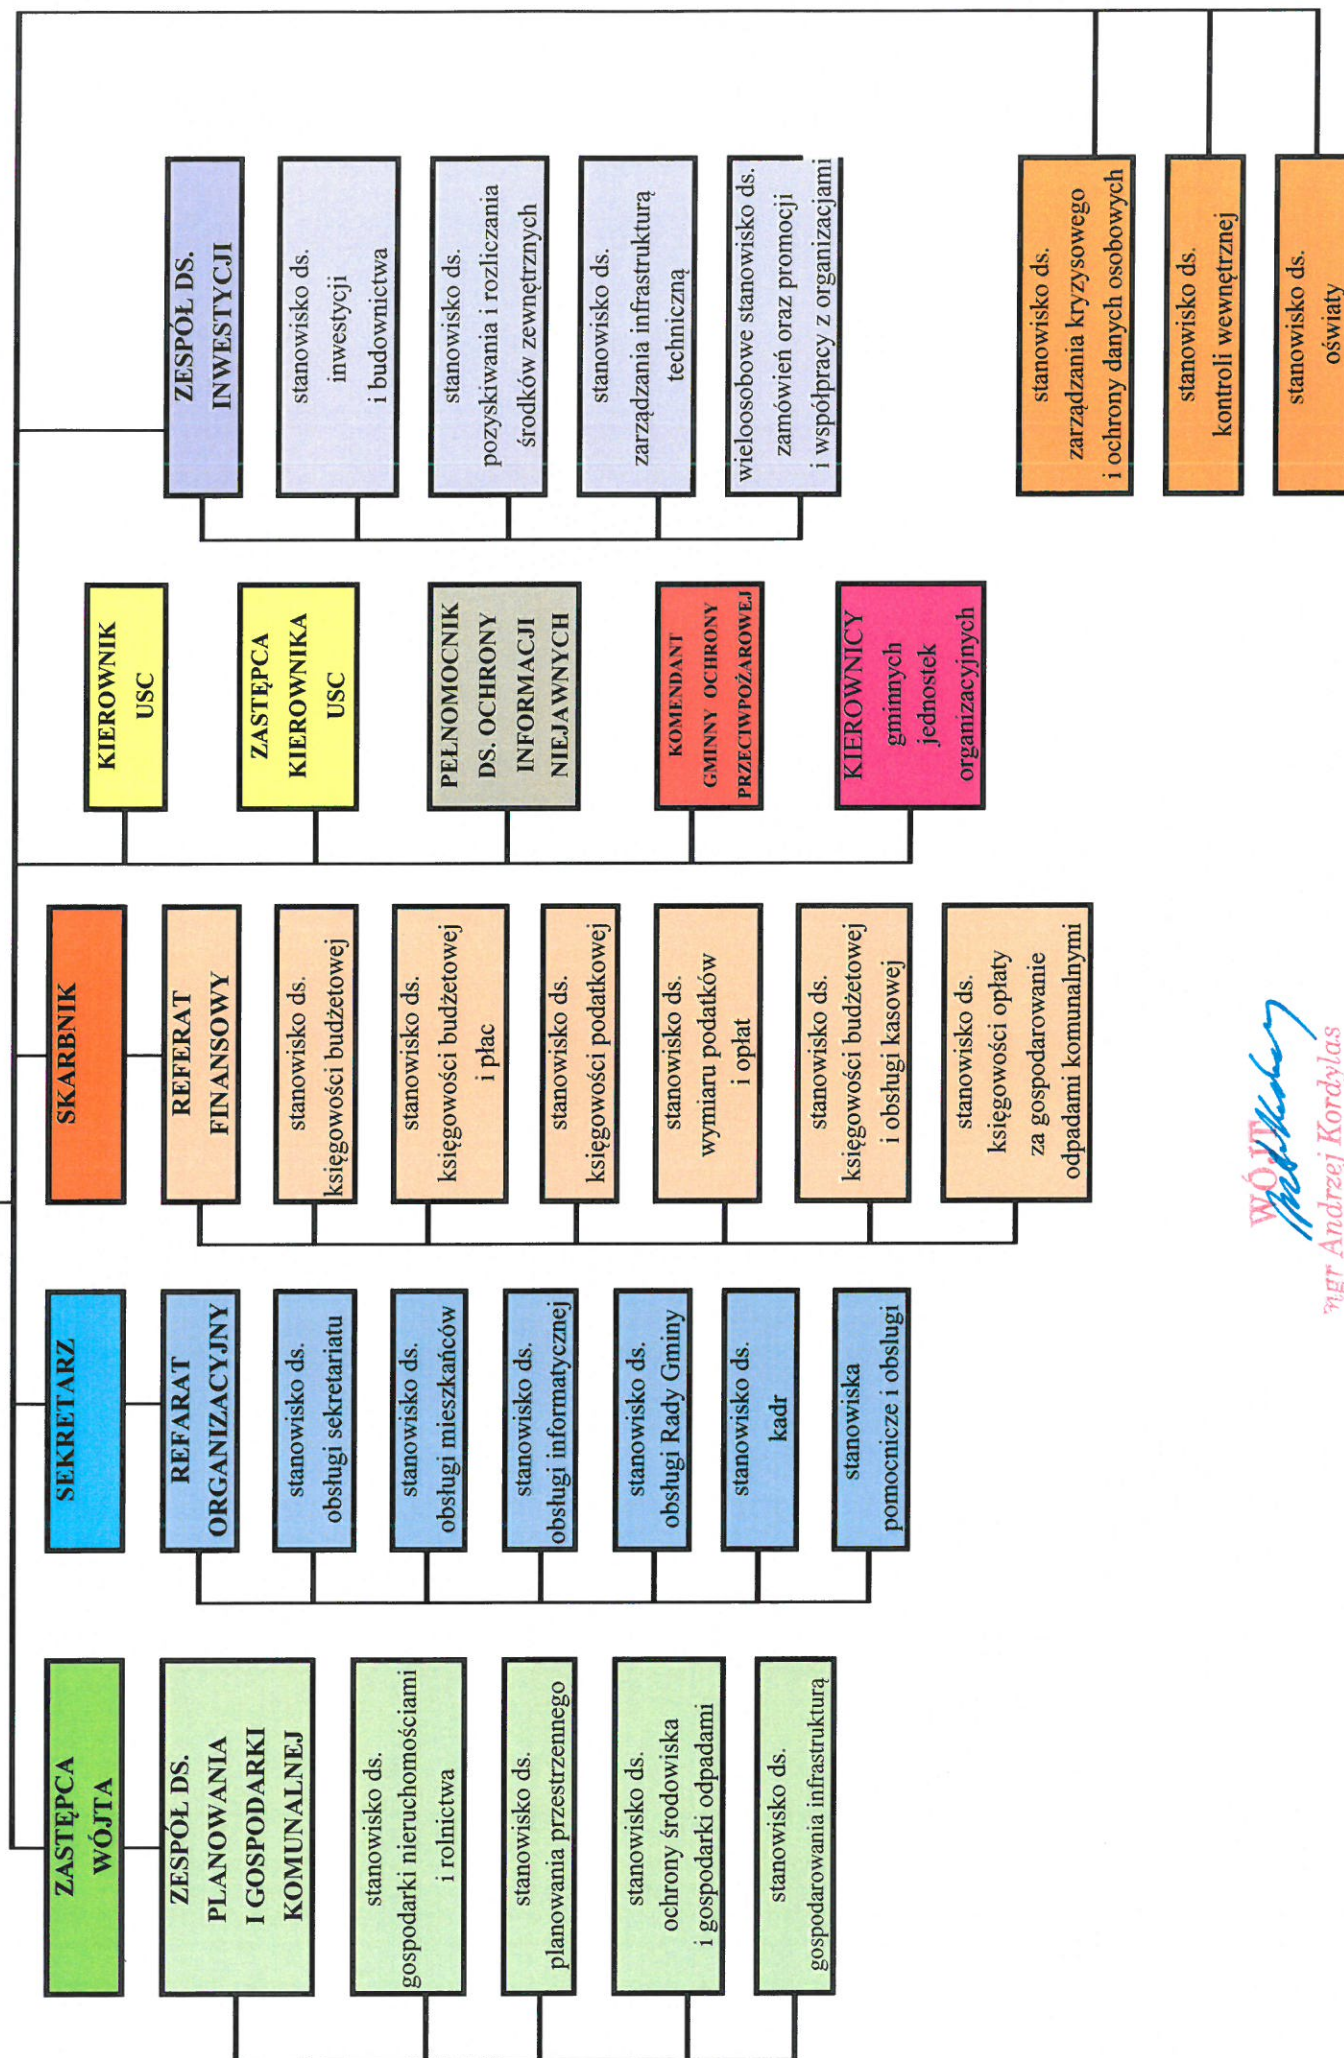 ZASTĘPCA
WÓJTA
ZESPÓŁ DS.
PLANOWANIA
I GOSPODARKI
KOMUNALNEJ
stanowisko ds.
gospodarki nieruchomościami
i rolnictwa
stanowisko ds.
planowania przestrzennego
stanowisko ds.
ochrony środowiska
i gospodarki odpadami
stanowisko ds.
gospodarowania infrastrukturą
SEKRETARZ
REFARAT
ORGANIZACYJNY
stanowisko ds.
obsługi sekretariatu
stanowisko ds.
obsługi mieszkańców
stanowisko ds.
obsługi informatycznej
stanowisko ds.
obsługi Rady Gminy
stanowisko ds.
kadr
stanowiska
pomocnicze i obsługi
SKARBNIK
REFERAT
FINANSOWY
stanowisko ds.
księgowości budżetowej
stanowisko ds.
księgowości budżetowej
i płac
stanowisko ds.
księgowości podatkowej
stanowisko ds.
wymiaru podatków
i opłat
stanowisko ds.
księgowości budżetowej
i obsługi kasowej
stanowisko ds.
księgowości opłaty
za gospodarowanie
odpadami komunalnymi
KIEROWNIK
USC
ZASTĘPCA
KIEROWNIKA
USC
PEŁNOMOCNIK
DS. OCHRONY
INFORMACJI
NIEJAWNYCH
KOMENDANT
GMINNY OCHRONY
PRZECIWPOŻAROWEJ
KIEROWNICY
gminnych
jednostek
organizacyjnych
ZESPÓŁ DS.
INWESTYCJI
stanowisko ds.
inwestycji
i budownictwa
stanowisko ds.
pozyskiwania i rozliczania
środków zewnętrznych
stanowisko ds.
zarządzania infrastrukturą
techniczną
wieloosobowe stanowisko ds.
zamówień oraz promocji
i współpracy z organizacjami
stanowisko ds.
zarządzania kryzysowego
i ochrony danych osobowych
stanowisko ds.
kontroli wewnętrznej
stanowisko ds.
oświaty
WÓJT
mgr Andrzej Kordylas